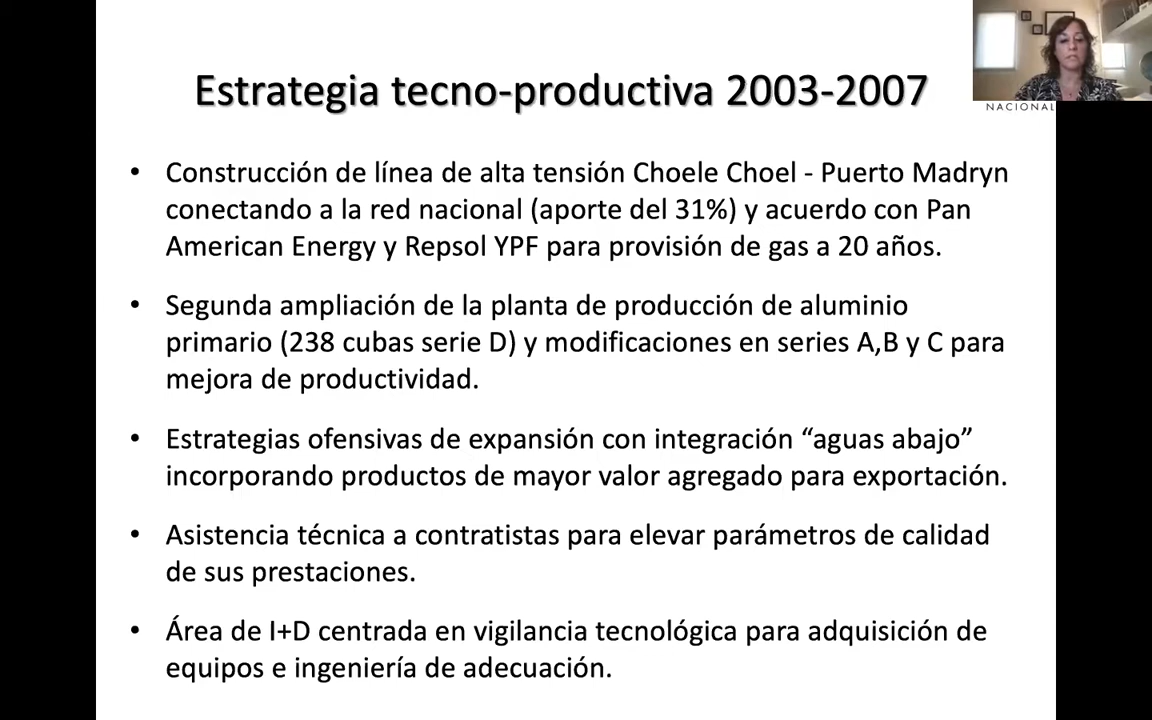 Estrategia tecno-productiva 2003-2007
NACIONAL
• Construcción de línea de alta tensión Choele Choel - Puerto Madryn
conectando a la red nacional (aporte del 31%) y acuerdo con Pan
American Energy y Repsol YPF para provisión de gas a 20 años.
• Segunda ampliación de la planta de producción de aluminio
primario (238 cubas serie D) y modificaciones en series A,B y C para
mejora de productividad.
• Estrategias ofensivas de expansión con integración “aguas abajo”
incorporando productos de mayor valor agregado para exportación.
• Asistencia técnica a contratistas para elevar parámetros de calidad
de sus prestaciones.
• Área de I+D centrada en vigilancia tecnológica para adquisición de
equipos e ingeniería de adecuación.